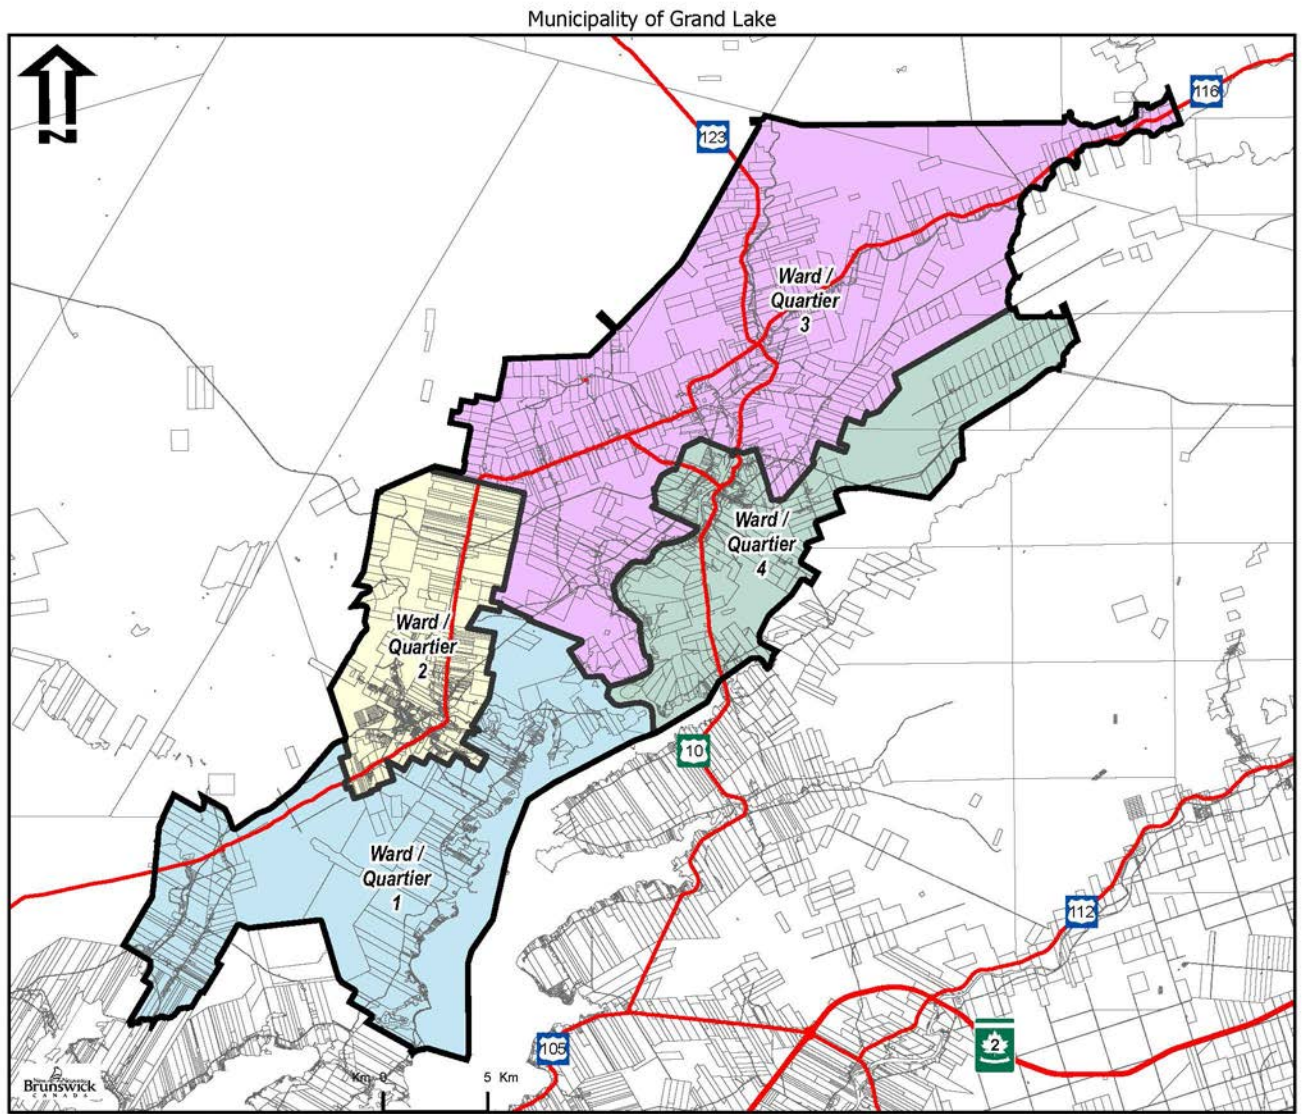 Municipality of Grand Lake
N
116
123
Ward /
Quartier
3
Ward /
Quartier
4
Ward /
Quartier
2
10
Ward /
Quartier
1
112
2
105
Brunswick
CANADA
Km 0 5 Km